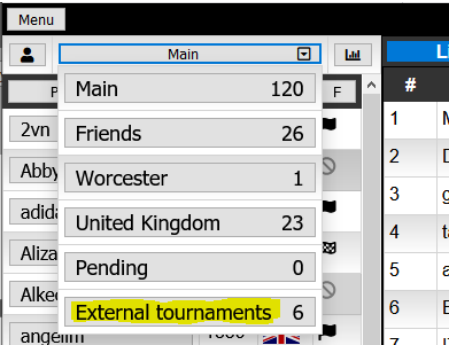 Menu
Main
Main 120
Friends 26
Worcester 1
United Kingdom 23
Pending 0
External tournaments 6
P
F
2vn
Abby
adida
Aliza
Alke
angelim
#
1
2
3
4
5
6
7